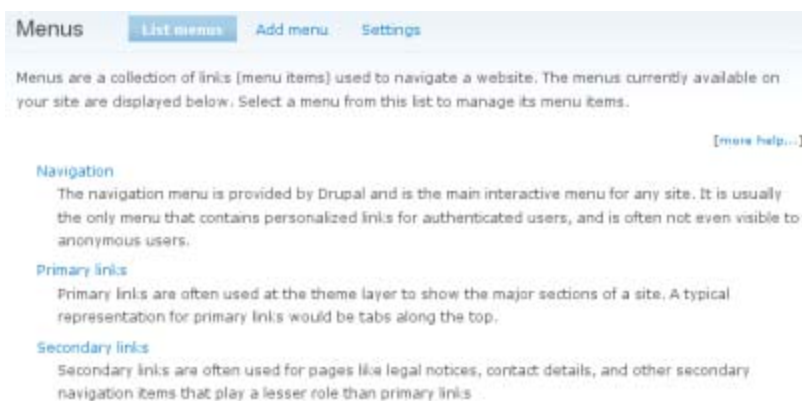 Menus List menus Add menu Settings
Menus are a collection of links (menu items) used to navigate a website. The menus currently available on
your site are displayed below. Select a menu from this list to manage its menu items.
[more help...]
Navigation
The navigation menu is provided by Drupal and is the main interactive menu for any site. It is usually
the only menu that contains personalized links for authenticated users, and is often not even visible to
anonymous users.
Primary links
Primary links are often used at the theme layer to show the major sections of a site. A typical
representation for primary links would be tabs along the top.
Secondary links
Secondary links are often used for pages like legal notices, contact details, and other secondary
navigation items that play a lesser role than primary links